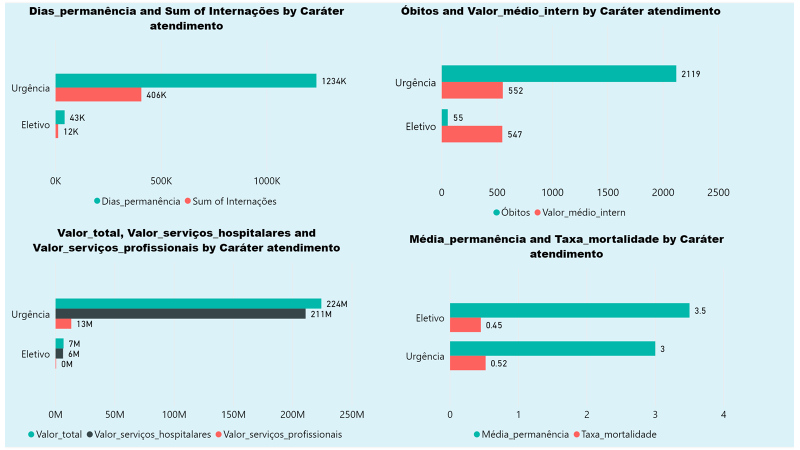 Dias_permanência and Sum of Internações by Caráter
atendimento
Urgência
1234K
406K
Eletivo
43K
12K
0K 500K 1000K
Dias_permanência Sum of Internações
Óbitos and Valor_médio_intern by Caráter atendimento
Urgência
2119
552
Eletivo
55
547
0 500 1000 1500 2000 2500
Óbitos Valor_médio_intern
Valor_total, Valor_serviços_hospitalares and
Valor_serviços_profissionais by Caráter atendimento
Urgência
224M
211M
13M
Eletivo
7M
6M
0M
0M 50M 100M 150M 200M 250M
Valor_total Valor_serviços_hospitalares Valor_serviços_profissionais
Média_permanência and Taxa_mortalidade by Caráter
atendimento
Eletivo
3.5
0.45
Urgência
3
0.52
0 1 2 3 4
Média_permanência Taxa_mortalidade